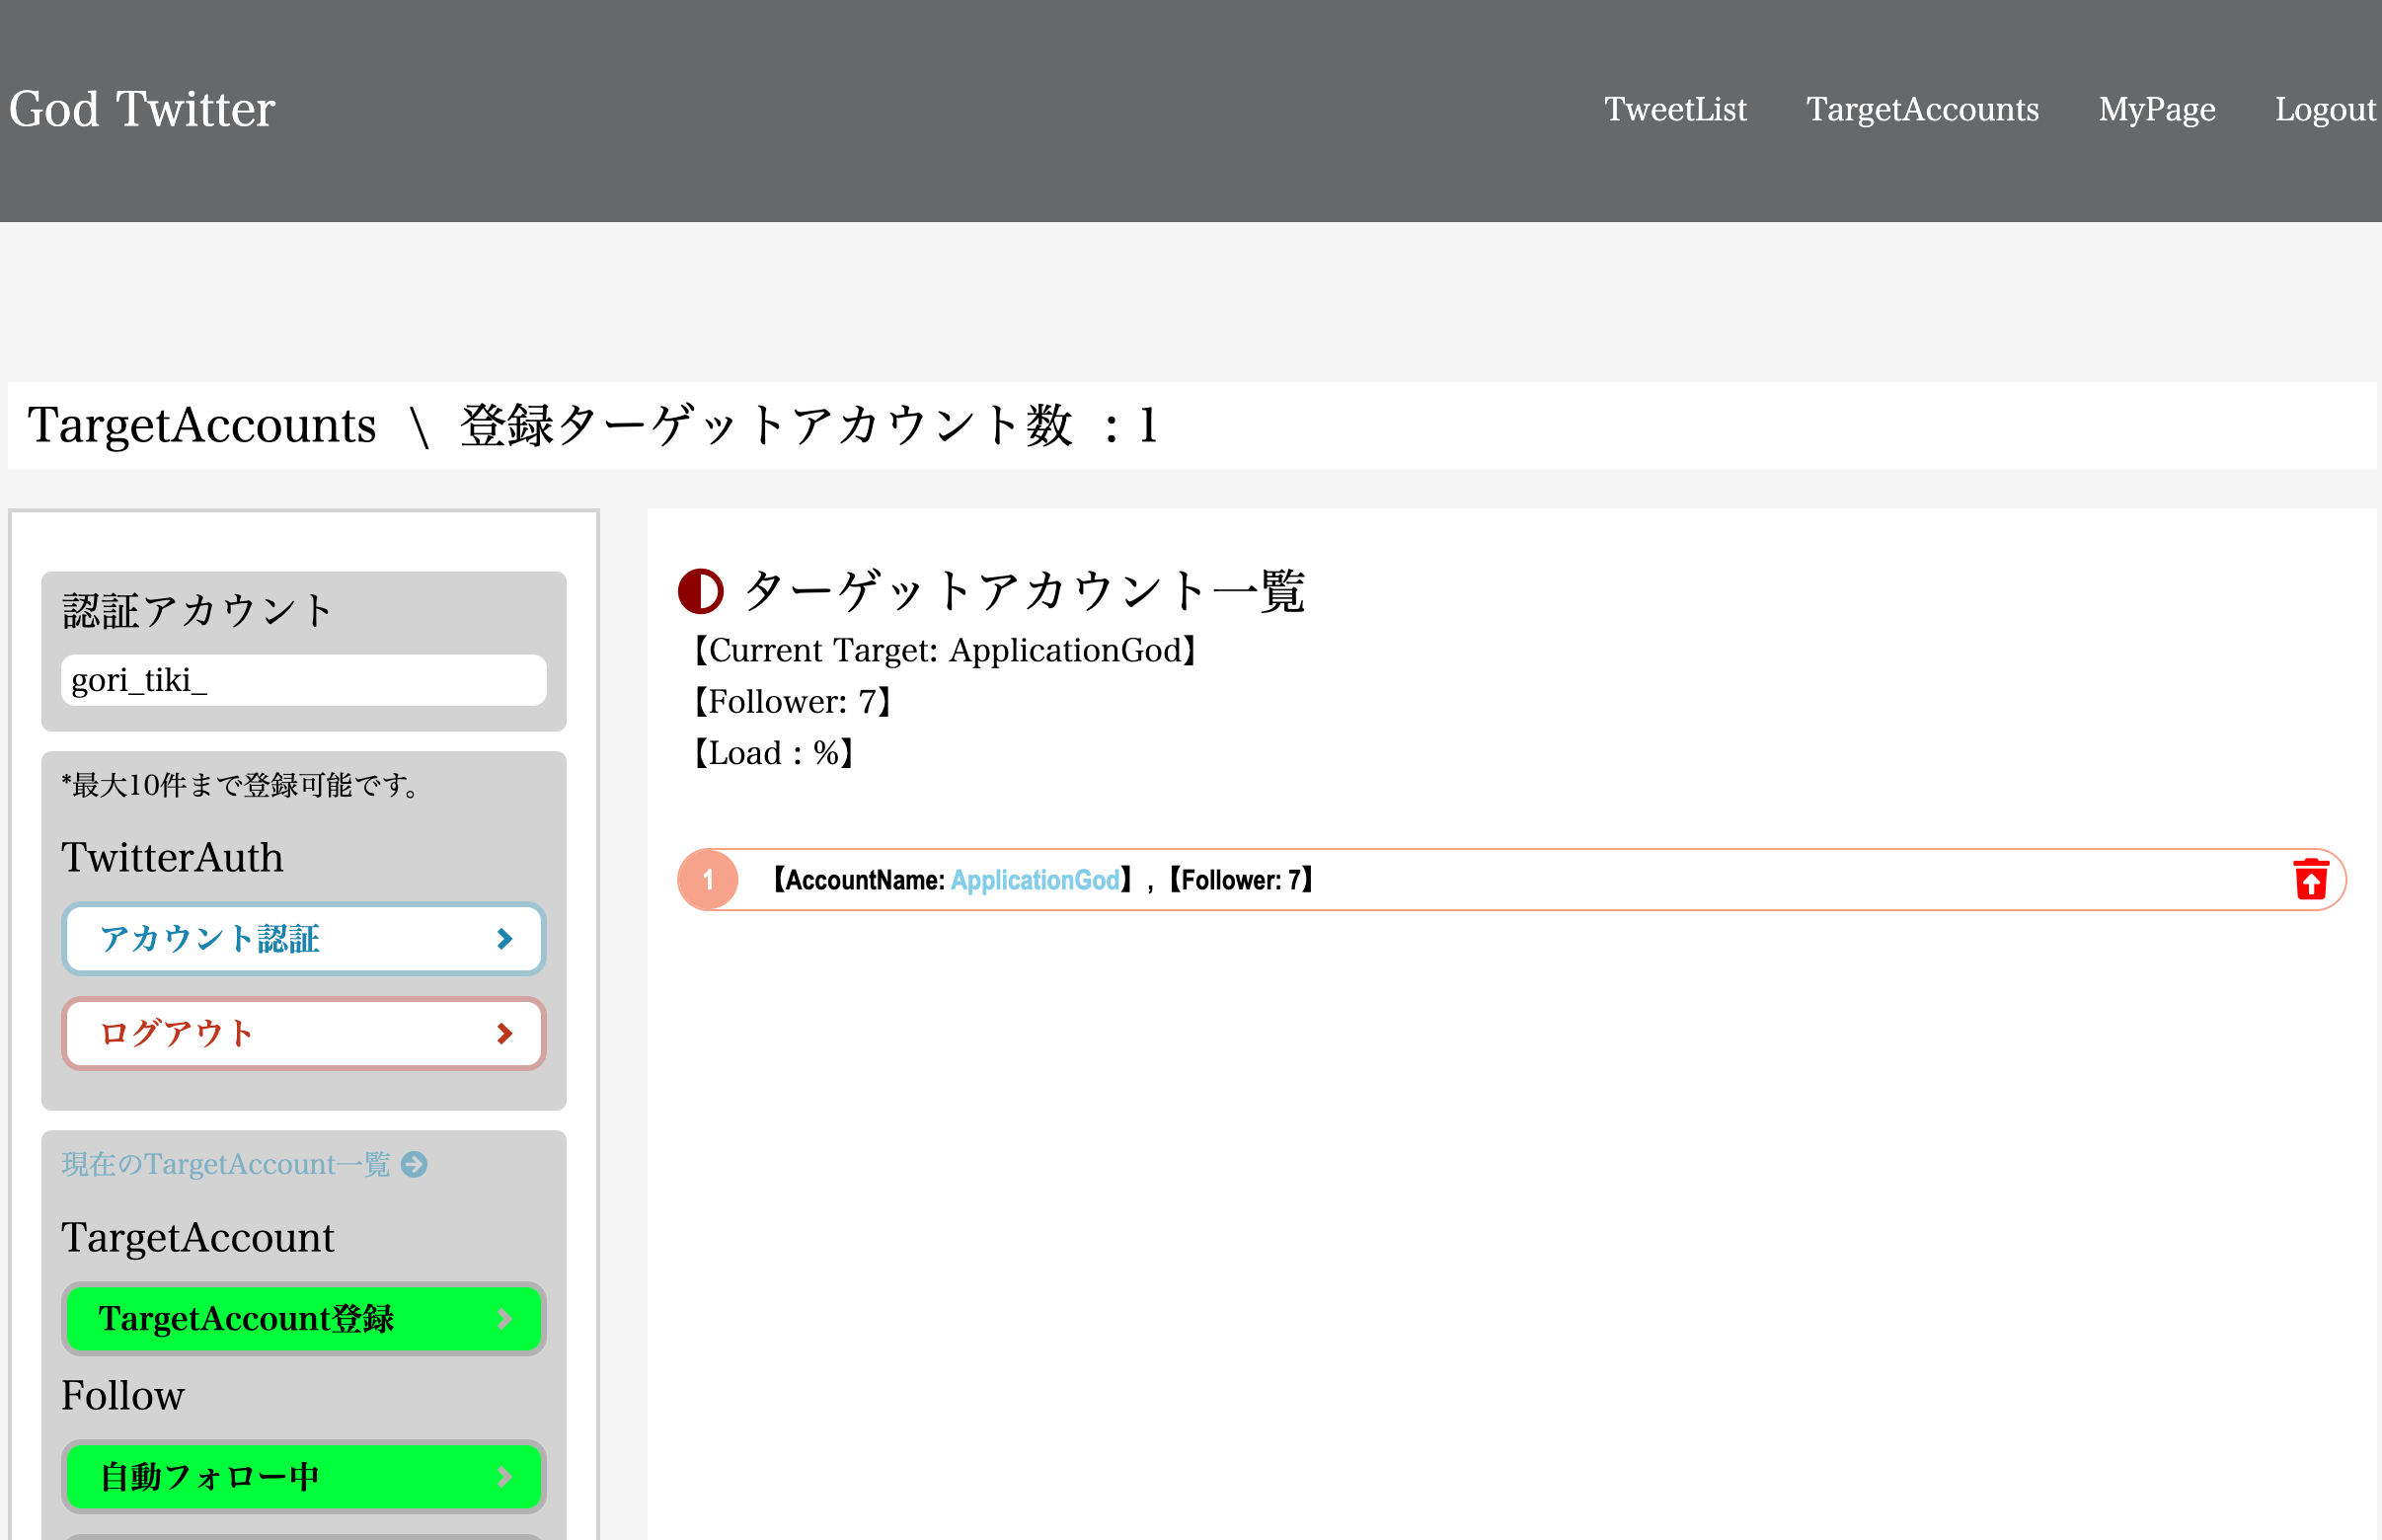 God Twitter
TweetList TargetAccounts MyPage Logout
TargetAccounts \ 登録ターゲットアカウント数 : 1
認証アカウント
gori_tiki_
*最大10件まで登録可能です。
TwitterAuth
アカウント認証
ログアウト
現在のTargetAccount一覧
TargetAccount
TargetAccount登録
Follow
自動フォロー中
ターゲットアカウント一覧
【Current Target: ApplicationGod】
【Follower: 7】
【Load : %】
1 【AccountName: ApplicationGod】,【Follower: 7】